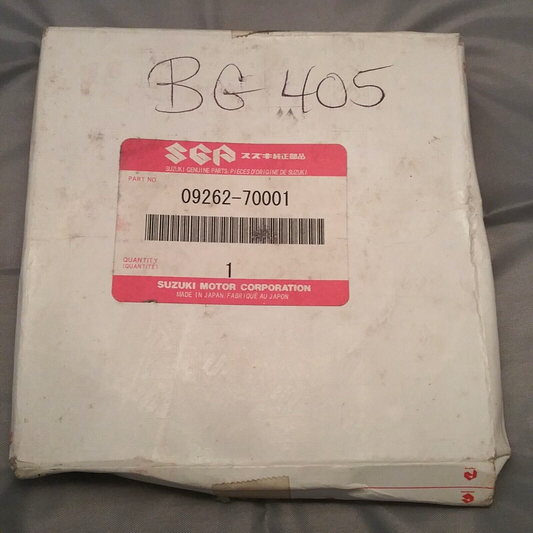 BG 405
SGP スズキ純正部品
SUZUKI GENUINE PARTS PIECES D'ORIGINE DE SUZUKI
PART NO.
09262-70001
QUANTITY
(QUANTITÉ)
1
SUZUKI MOTOR CORPORATION
MADE IN JAPAN FABRIQUÉ AU JAPON